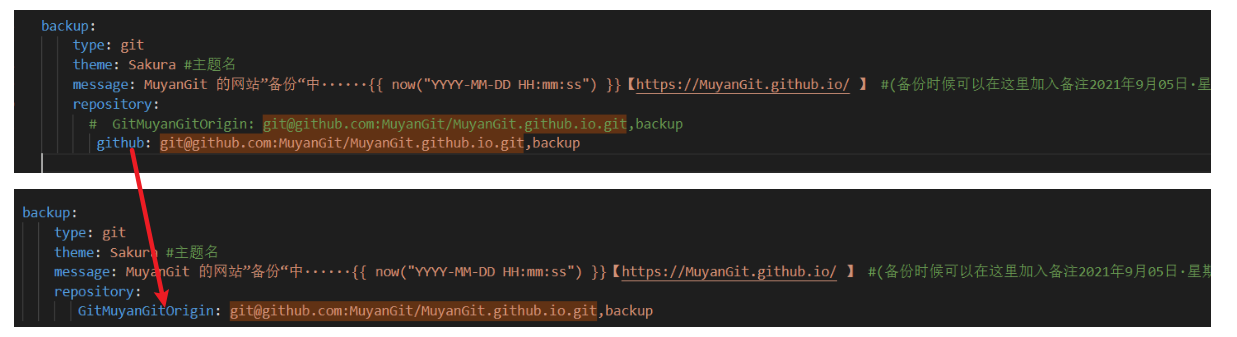 backup:
type: git
theme: Sakura #主题名
message: MuyanGit 的网站”备份“中······{{ now("YYYY-MM-DD HH:mm:ss") }}【https://MuyanGit.github.io/ 】 #(备份时候可以在这里加入备注2021年9月05日·星
repository:
# GitMuyanGitOrigin: git@github.com:MuyanGit/MuyanGit.github.io.git,backup
github: git@github.com:MuyanGit/MuyanGit.github.io.git,backup
backup:
type: git
theme: Sakura #主题名
message: MuyanGit 的网站”备份“中······{{ now("YYYY-MM-DD HH:mm:ss") }}【https://MuyanGit.github.io/ 】 #(备份时候可以在这里加入备注2021年9月05日·星期
repository:
GitMuyanGitOrigin: git@github.com:MuyanGit/MuyanGit.github.io.git,backup